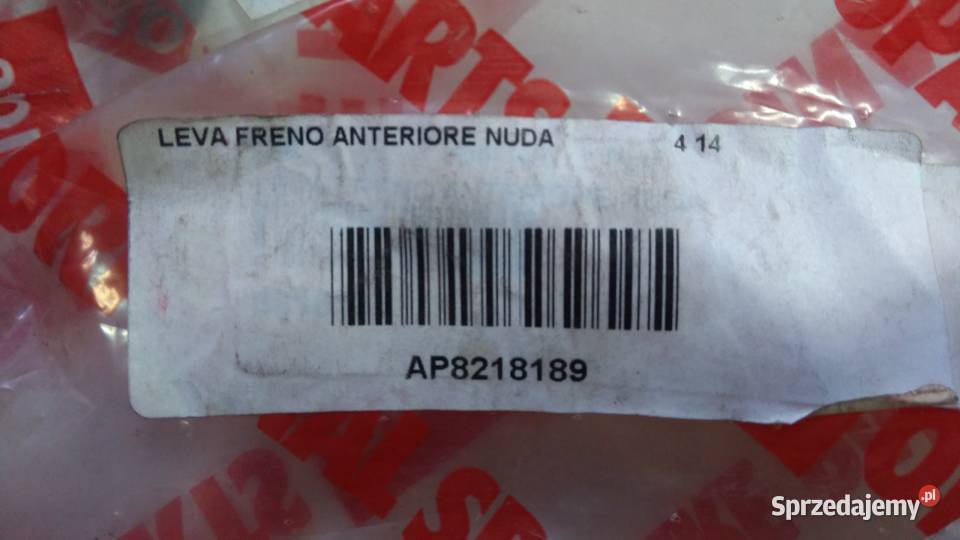 LEVA FRENO ANTERIORE NUDA 4 14
AP8218189
Sprzedajemy.pl